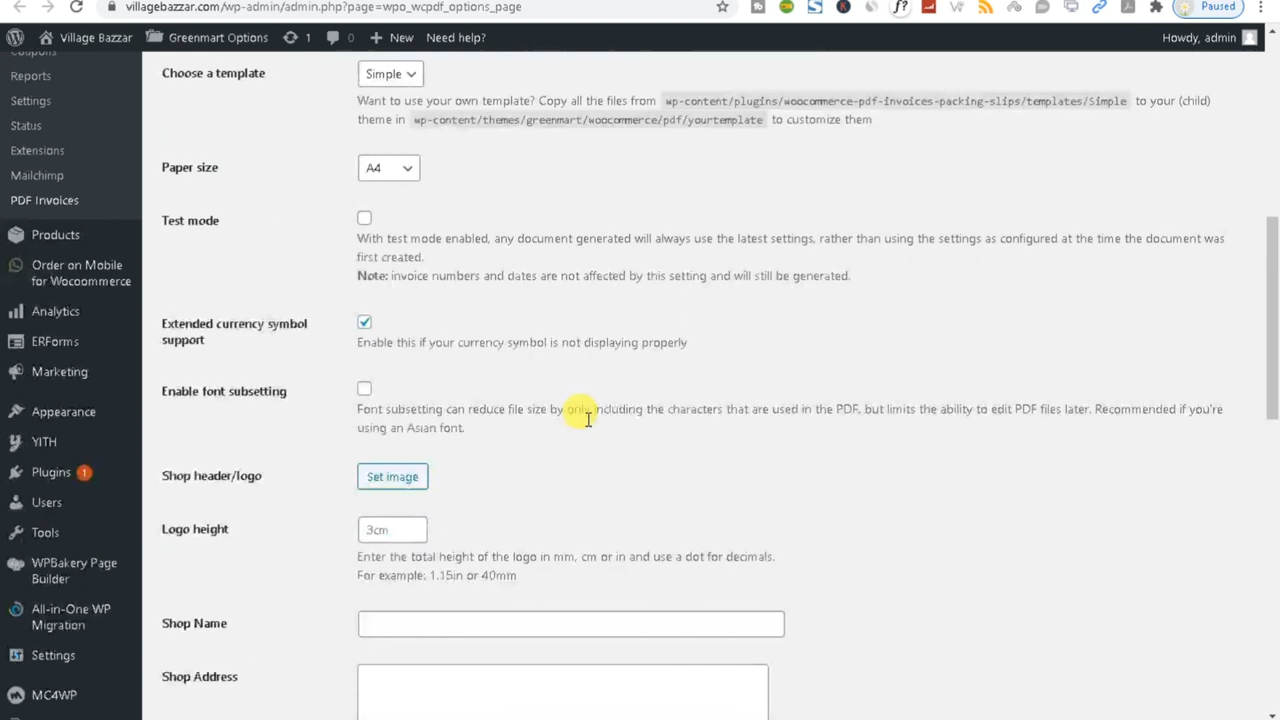 villagebazzar.com/wp-admin/admin.php?page=wpo_wcpdf_options_page
Paused
Village Bazzar
Greenmart Options
1
0
New
Need help?
Howdy, admin
Coupons
Reports
Settings
Status
Extensions
Mailchimp
PDF Invoices
Products
Order on Mobile
for Woocommerce
Analytics
ERForms
Marketing
Appearance
YITH
Plugins 1
Users
Tools
WPBakery Page
Builder
All-in-One WP
Migration
Settings
MC4WP
Choose a template
Simple
Want to use your own template? Copy all the files from wp-content/plugins/woocommerce-pdf-invoices-packing-slips/templates/Simple to your (child)
theme in wp-content/themes/greenmart/woocommerce/pdf/yourtemplate to customize them
Paper size
A4
Test mode
With test mode enabled, any document generated will always use the latest settings, rather than using the settings as configured at the time the document was
first created.
Note: invoice numbers and dates are not affected by this setting and will still be generated.
Extended currency symbol
support
Enable this if your currency symbol is not displaying properly
Enable font subsetting
Font subsetting can reduce file size by only including the characters that are used in the PDF, but limits the ability to edit PDF files later. Recommended if you're
using an Asian font.
Shop header/logo
Set image
Logo height
3cm
Enter the total height of the logo in mm, cm or in and use a dot for decimals.
For example: 1.15in or 40mm
Shop Name
Shop Address